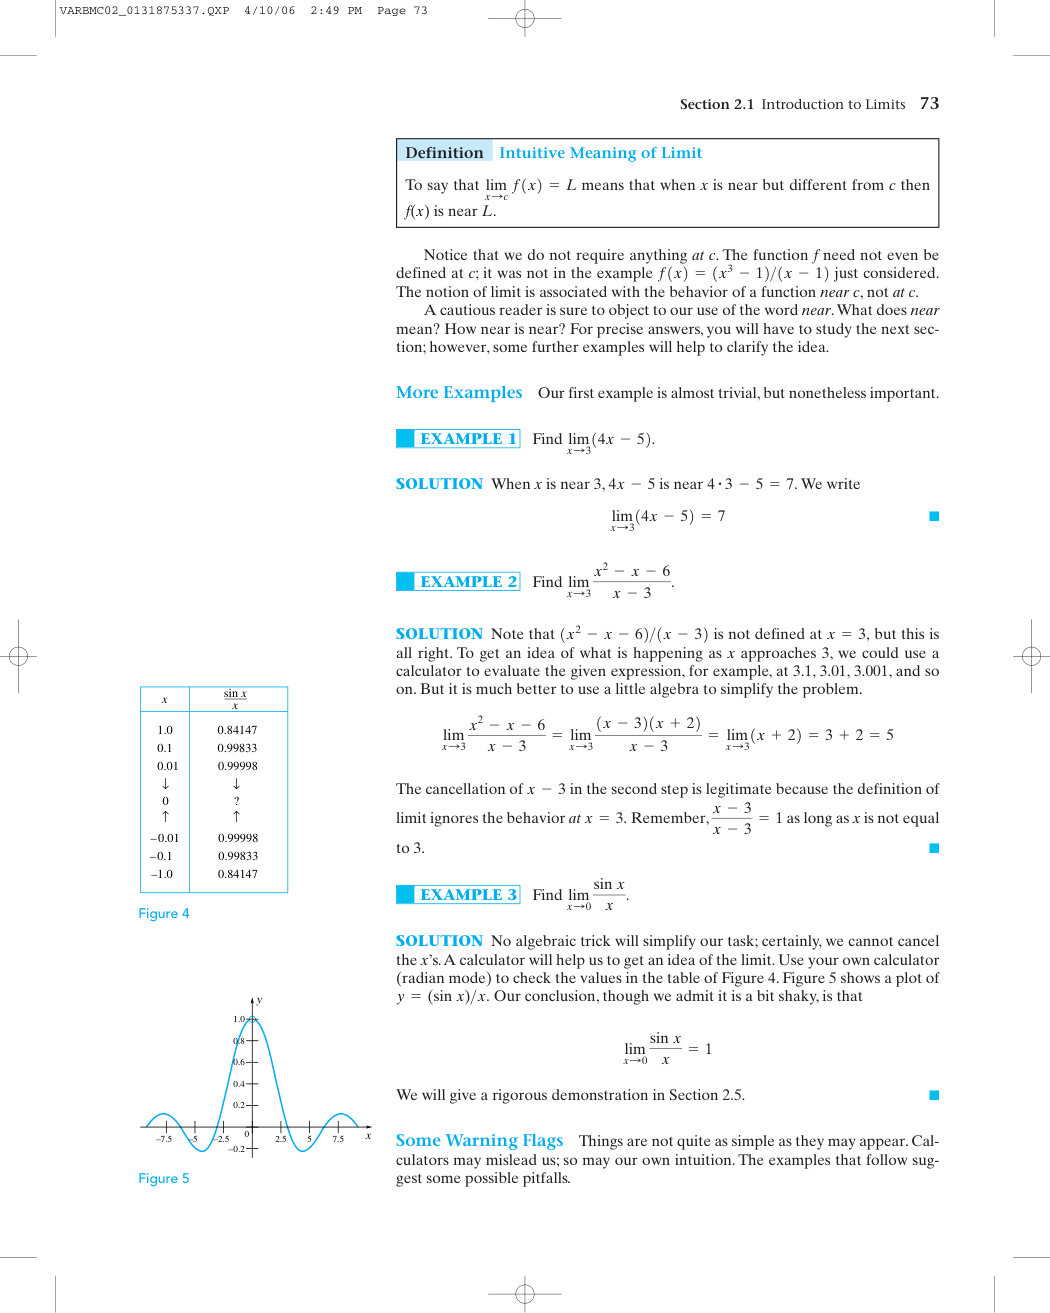 VARBMC02_0131875337.QXP 4/10/06 2:49 PM Page 73
Section 2.1 Introduction to Limits 73
Definition Intuitive Meaning of Limit
To say that lim f(x) = L means that when x is near but different from c then
x→c
f(x) is near L.
Notice that we do not require anything at c. The function f need not even be
defined at c; it was not in the example f(x) = (x³ − 1)/(x − 1) just considered.
The notion of limit is associated with the behavior of a function near c, not at c.
A cautious reader is sure to object to our use of the word near. What does near
mean? How near is near? For precise answers, you will have to study the next sec-
tion; however, some further examples will help to clarify the idea.
More Examples Our first example is almost trivial, but nonetheless important.
EXAMPLE 1 Find lim (4x − 5).
x→3
SOLUTION When x is near 3, 4x − 5 is near 4 · 3 − 5 = 7. We write
lim (4x − 5) = 7
x→3
EXAMPLE 2 Find lim (x² − x − 6)/(x − 3).
x→3
SOLUTION Note that (x² − x − 6)/(x − 3) is not defined at x = 3, but this is
all right. To get an idea of what is happening as x approaches 3, we could use a
calculator to evaluate the given expression, for example, at 3.1, 3.01, 3.001, and so
on. But it is much better to use a little algebra to simplify the problem.
lim (x² − x − 6)/(x − 3) = lim (x − 3)(x + 2)/(x − 3) = lim (x + 2) = 3 + 2 = 5
x→3 x→3 x→3
The cancellation of x − 3 in the second step is legitimate because the definition of
limit ignores the behavior at x = 3. Remember, (x − 3)/(x − 3) = 1 as long as x is not equal
to 3.
EXAMPLE 3 Find lim sin x/x.
x→0
SOLUTION No algebraic trick will simplify our task; certainly, we cannot cancel
the x's. A calculator will help us to get an idea of the limit. Use your own calculator
(radian mode) to check the values in the table of Figure 4. Figure 5 shows a plot of
y = (sin x)/x. Our conclusion, though we admit it is a bit shaky, is that
lim sin x/x = 1
x→0
We will give a rigorous demonstration in Section 2.5.
Some Warning Flags Things are not quite as simple as they may appear. Cal-
culators may mislead us; so may our own intuition. The examples that follow sug-
gest some possible pitfalls.
x sin x/x
1.0 0.84147
0.1 0.99833
0.01 0.99998
↓ ↓
0 ?
↑ ↑
−0.01 0.99998
−0.1 0.99833
−1.0 0.84147
Figure 4
y
1.0
0.8
0.6
0.4
0.2
−7.5 −5 −2.5 0 2.5 5 7.5 x
−0.2
Figure 5